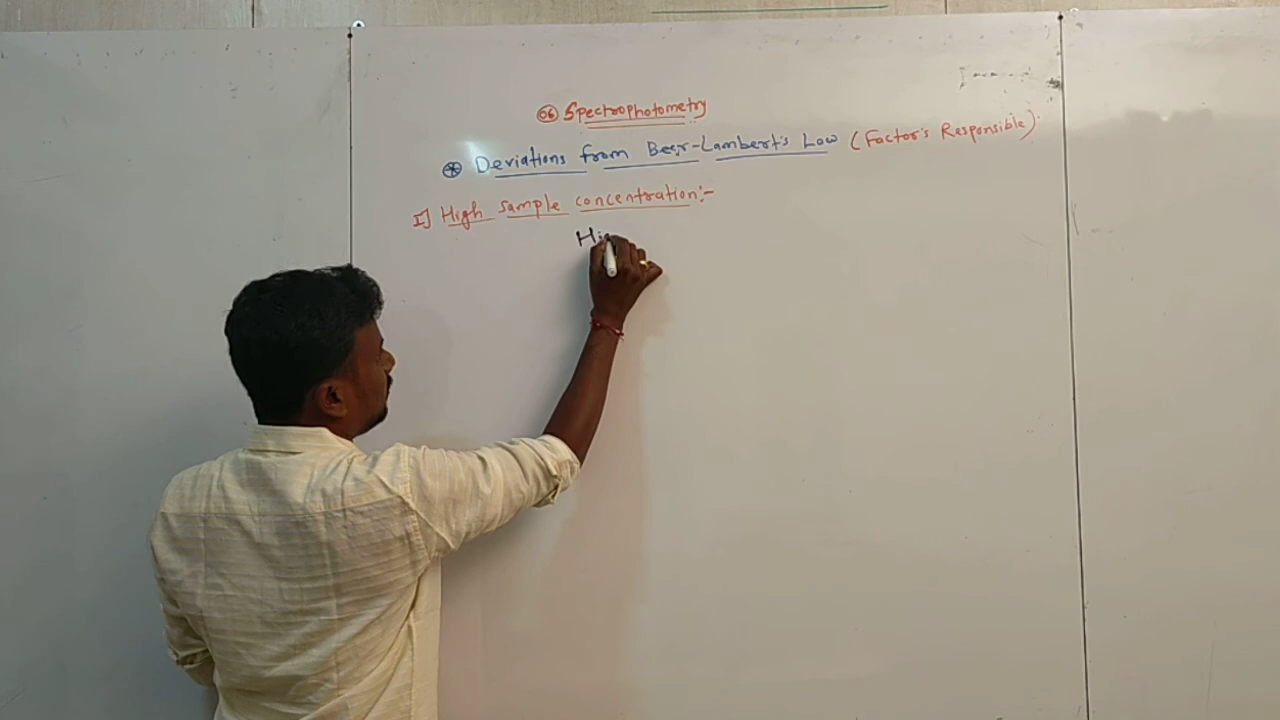 06 Spectrophotometry
Deviations from Beer-Lambert's Law (Factor's Responsible)
I] High sample concentration:-
Hi